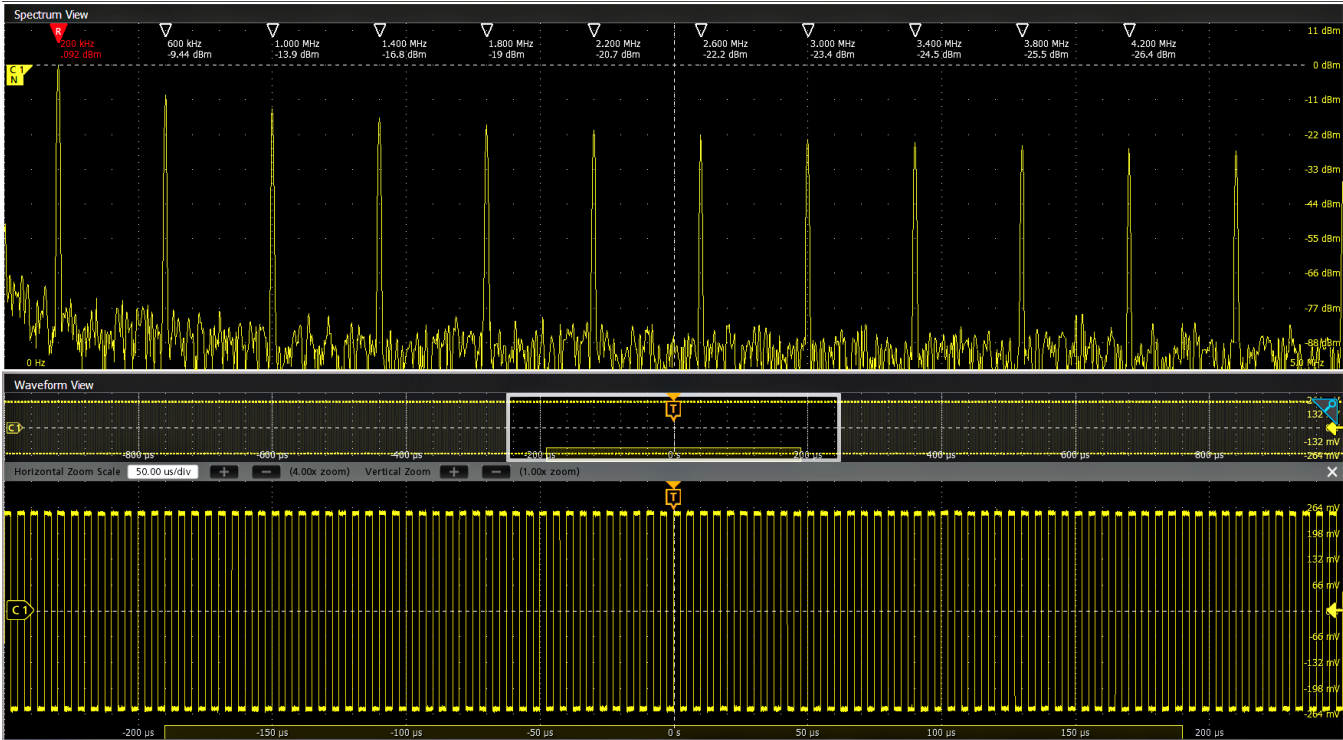 Spectrum View
R
200 kHz 600 kHz 1.000 MHz 1.400 MHz 1.800 MHz 2.200 MHz 2.600 MHz 3.000 MHz 3.400 MHz 3.800 MHz 4.200 MHz
.092 dBm -9.44 dBm -13.9 dBm -16.8 dBm -19 dBm -20.7 dBm -22.2 dBm -23.4 dBm -24.5 dBm -25.5 dBm -26.4 dBm
11 dBm
0 dBm
C 1
N
-11 dBm
-22 dBm
-33 dBm
-44 dBm
-55 dBm
-66 dBm
-77 dBm
-88 dBm
0 Hz
Waveform View
T
132
C1
-132 mV
-800 µs -600 µs -400 µs -200 µs 0 s 200 µs 400 µs 600 µs 800 µs -264 mV
Horizontal Zoom Scale 50.00 us/div + − (4.00x zoom) Vertical Zoom + − (1.00x zoom)
T
264 mV
198 mV
132 mV
66 mV
C 1
-66 mV
-132 mV
-198 mV
-264 mV
-200 µs -150 µs -100 µs -50 µs 0 s 50 µs 100 µs 150 µs 200 µs